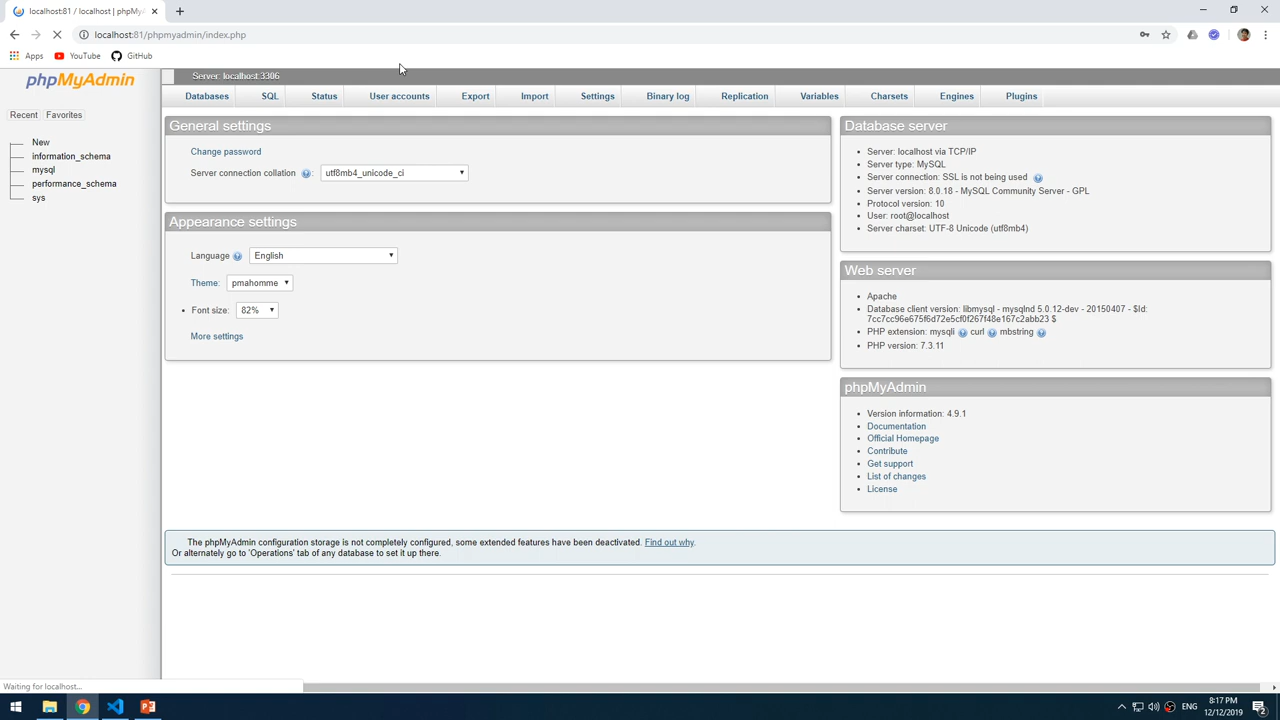 localhost:81 / localhost | phpMyA
localhost:81/phpmyadmin/index.php
Apps
YouTube
GitHub
phpMyAdmin
Recent
Favorites
New
information_schema
mysql
performance_schema
sys
Server: localhost:3306
Databases
SQL
Status
User accounts
Export
Import
Settings
Binary log
Replication
Variables
Charsets
Engines
Plugins
General settings
Change password
Server connection collation
:
utf8mb4_unicode_ci
Appearance settings
Language
English
Theme:
pmahomme
Font size:
82%
More settings
Database server
Server: localhost via TCP/IP
Server type: MySQL
Server connection: SSL is not being used
Server version: 8.0.18 - MySQL Community Server - GPL
Protocol version: 10
User: root@localhost
Server charset: UTF-8 Unicode (utf8mb4)
Web server
Apache
Database client version: libmysql - mysqlnd 5.0.12-dev - 20150407 - $Id:
7cc7cc96e675f6d72e5cf0f267f48e167c2abb23 $
PHP extension: mysqli curl mbstring
PHP version: 7.3.11
phpMyAdmin
Version information: 4.9.1
Documentation
Official Homepage
Contribute
Get support
List of changes
License
The phpMyAdmin configuration storage is not completely configured, some extended features have been deactivated. Find out why.
Or alternately go to 'Operations' tab of any database to set it up there.
Waiting for localhost...
ENG
8:17 PM
12/12/2019
2